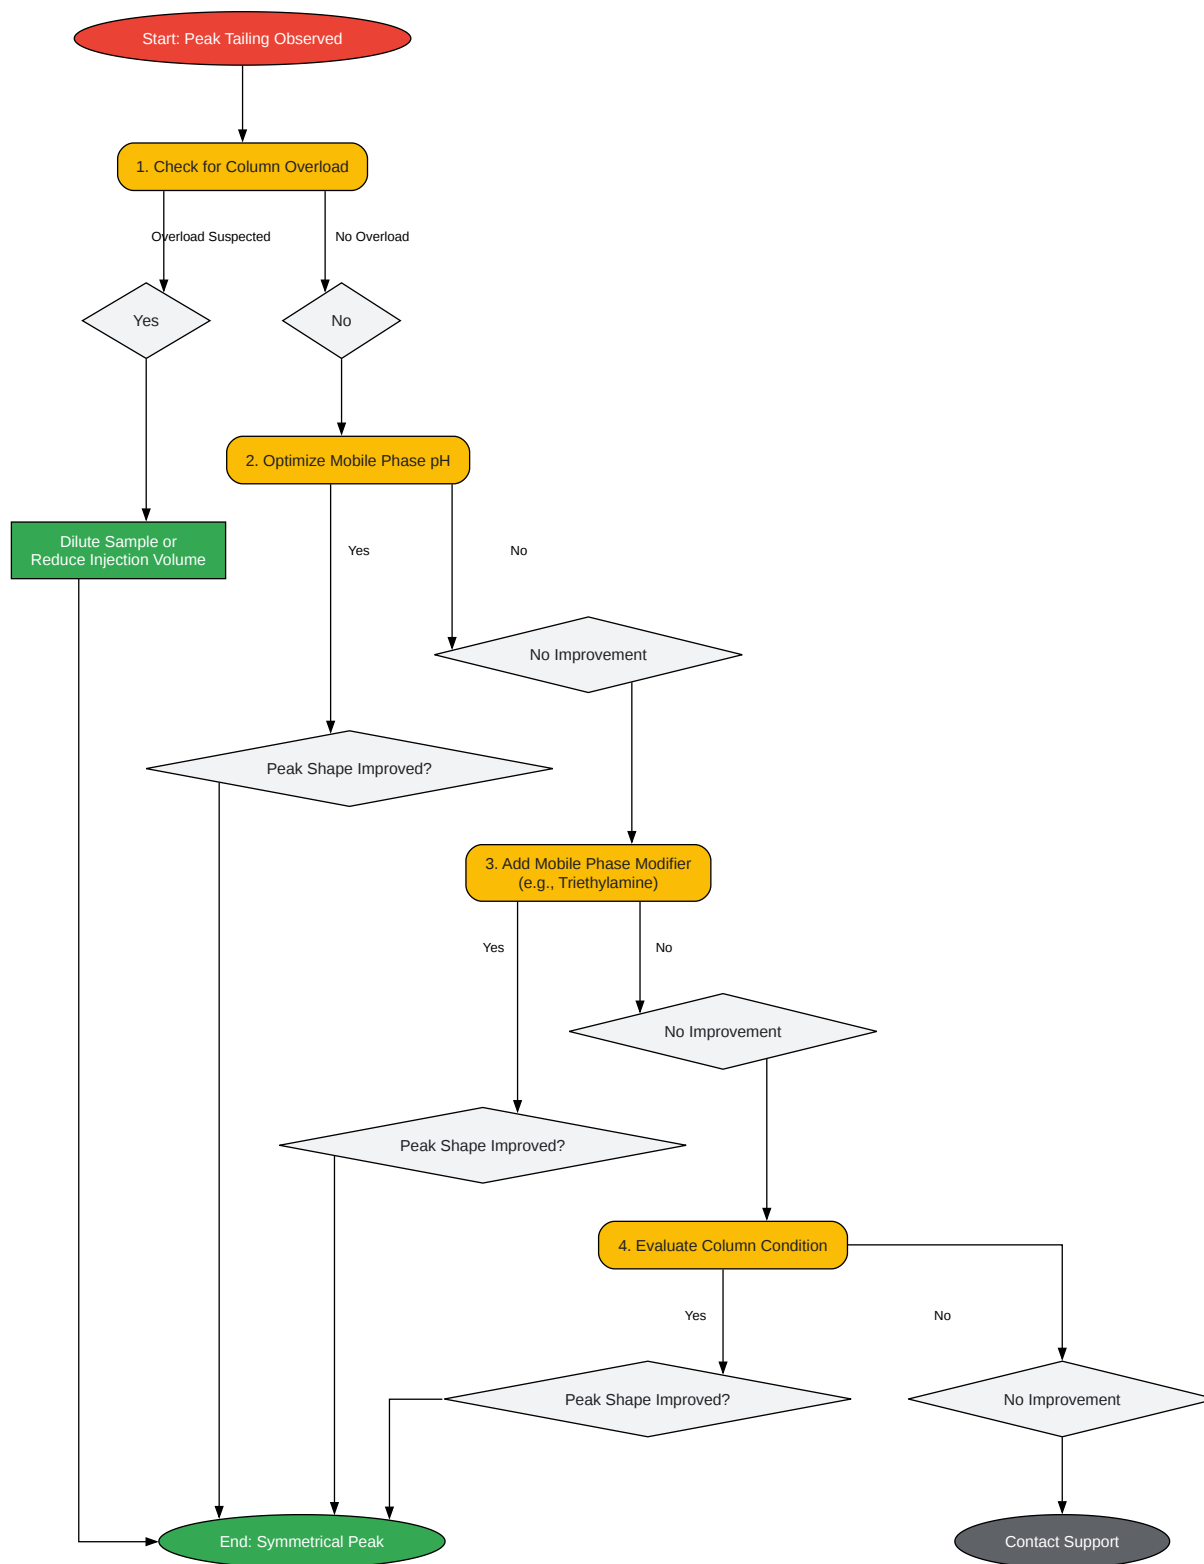 Start: Peak Tailing Observed
1. Check for Column Overload
Overload Suspected
No Overload
Yes
No
2. Optimize Mobile Phase pH
Dilute Sample or
Reduce Injection Volume
Yes
No
No Improvement
Peak Shape Improved?
3. Add Mobile Phase Modifier
(e.g., Triethylamine)
Yes
No
No Improvement
Peak Shape Improved?
4. Evaluate Column Condition
Yes
No
Peak Shape Improved?
No Improvement
End: Symmetrical Peak
Contact Support